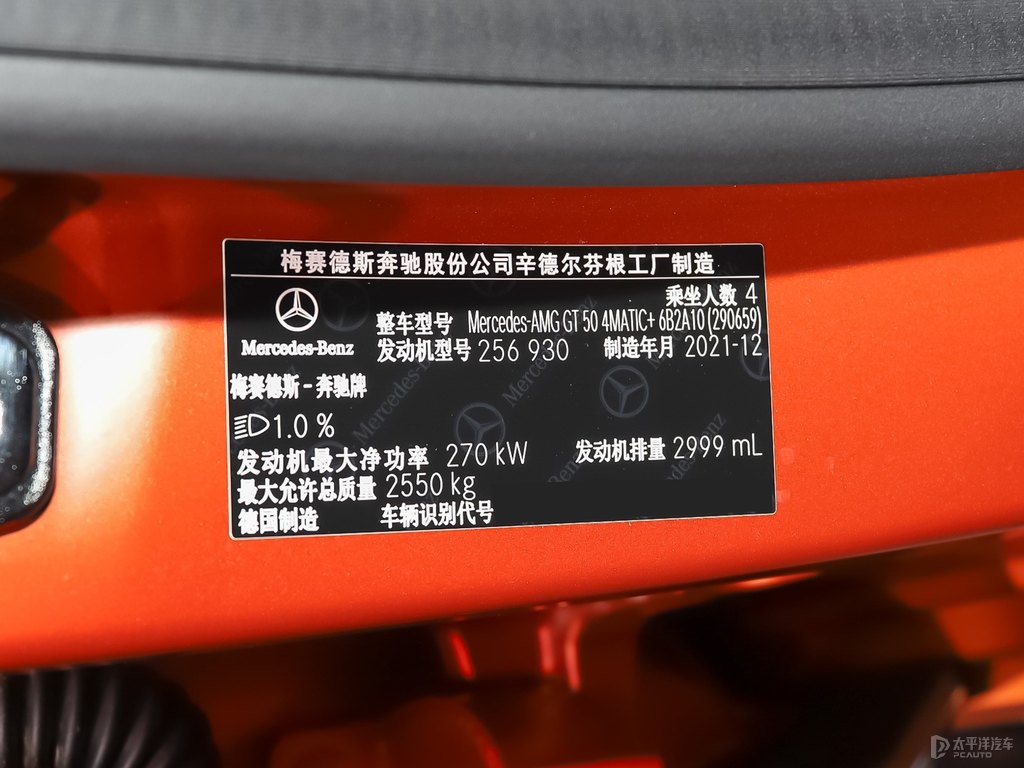 梅赛德斯奔驰股份公司辛德尔芬根工厂制造
乘坐人数 4
整车型号 Mercedes-AMG GT 50 4MATIC+ 6B2A10 (290659)
Mercedes-Benz
发动机型号 256 930 制造年月 2021-12
梅赛德斯-奔驰牌
1.0 %
发动机最大净功率 270 kW 发动机排量 2999 mL
最大允许总质量 2550 kg
德国制造 车辆识别代号
太平洋汽车
PCAUTO